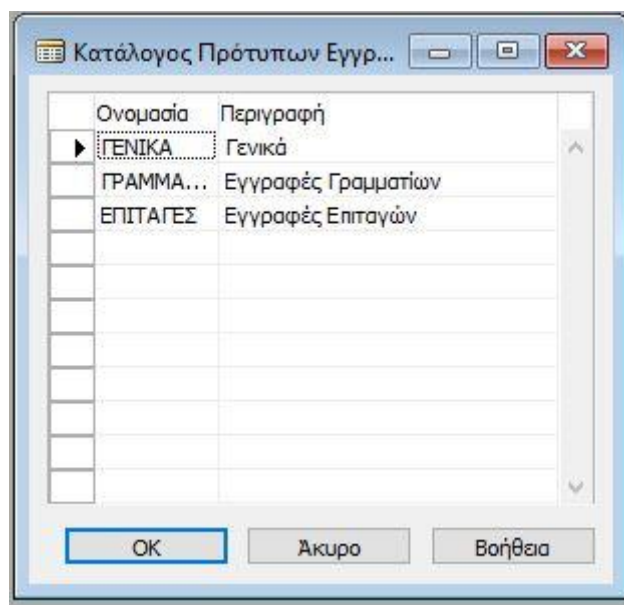 Κατάλογος Πρότυπων Εγγρ...
Ονομασία Περιγραφή
ΓΕΝΙΚΑ Γενικά
ΓΡΑΜΜΑ... Εγγραφές Γραμματίων
ΕΠΙΤΑΓΕΣ Εγγραφές Επιταγών
OK Άκυρο Βοήθεια